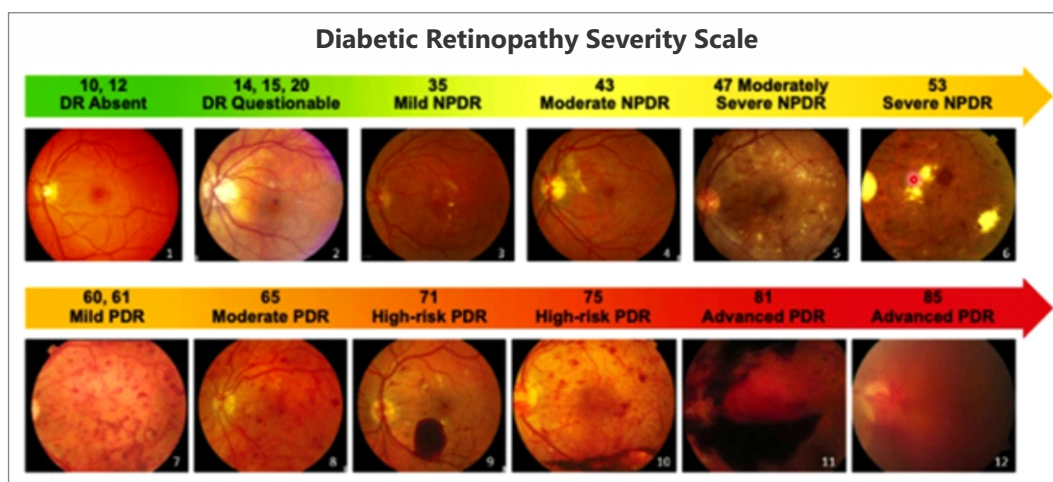 Diabetic Retinopathy Severity Scale
10, 12
DR Absent
14, 15, 20
DR Questionable
35
Mild NPDR
43
Moderate NPDR
47 Moderately
Severe NPDR
53
Severe NPDR
1
2
3
4
5
6
60, 61
Mild PDR
65
Moderate PDR
71
High-risk PDR
75
High-risk PDR
81
Advanced PDR
85
Advanced PDR
7
8
9
10
11
12